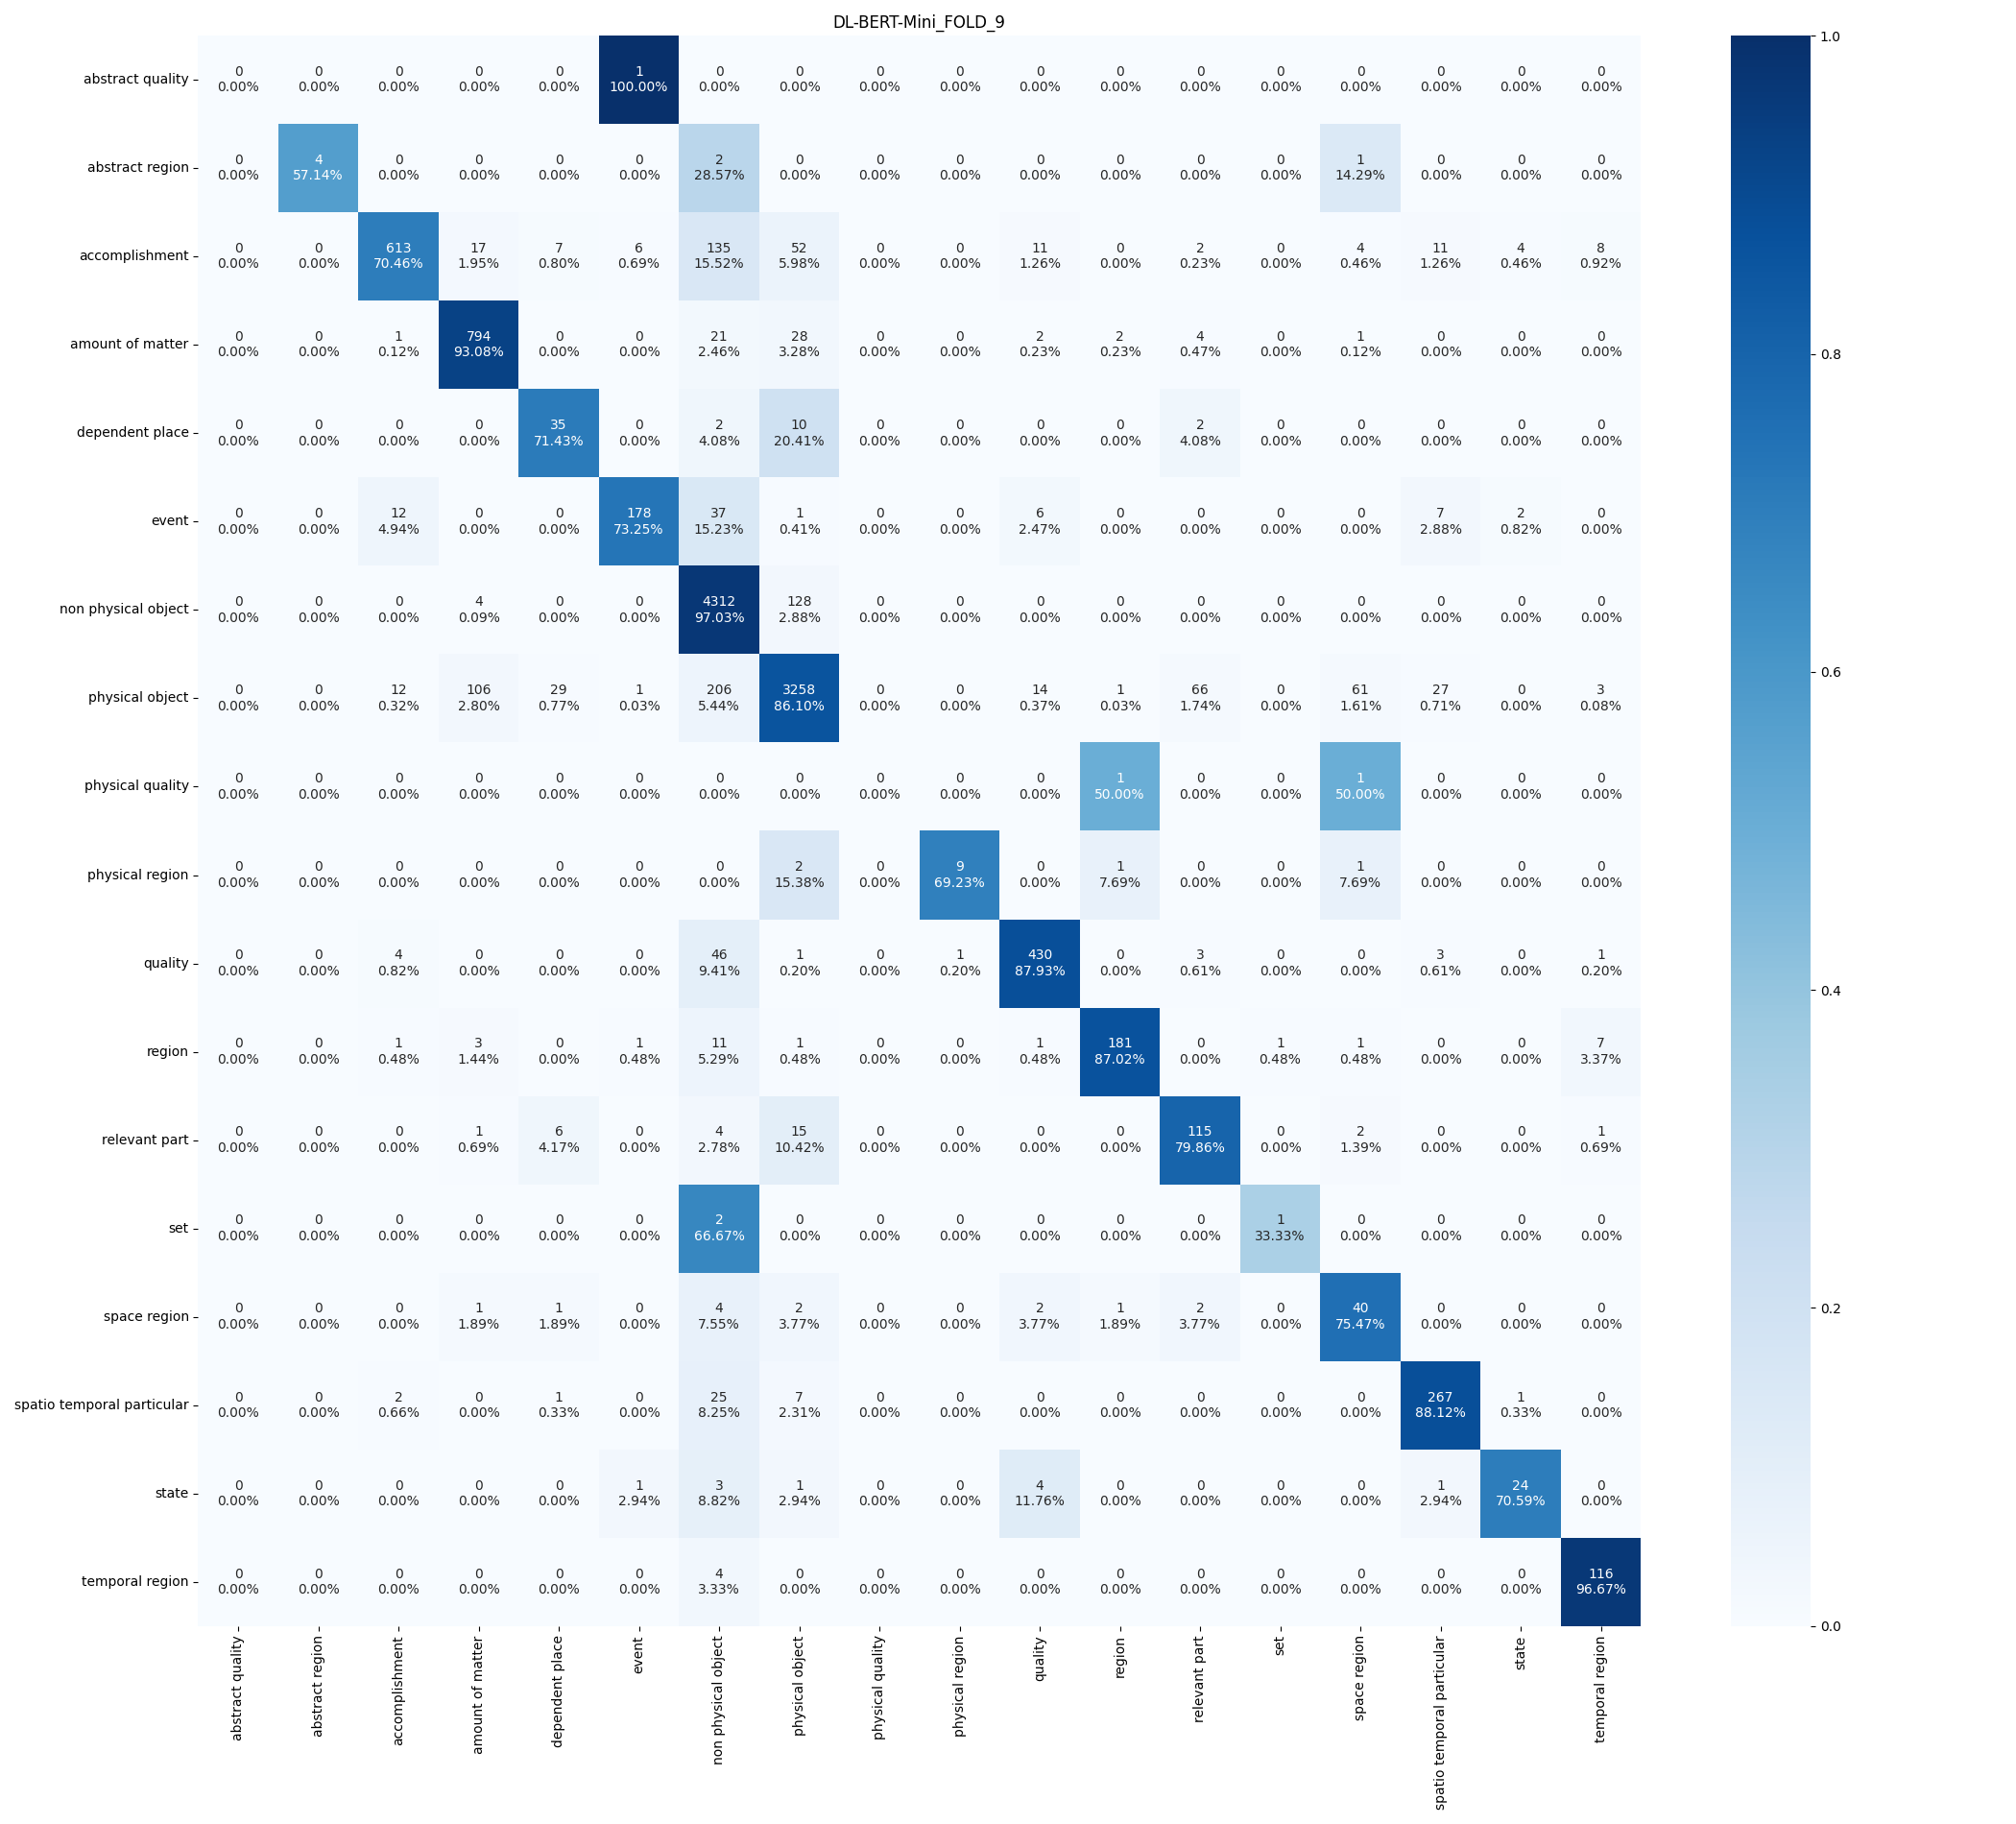 DL-BERT-Mini_FOLD_9
abstract quality
0 0 0 0 0 1 0 0 0 0 0 0 0 0 0 0 0 0
0.00% 0.00% 0.00% 0.00% 0.00% 100.00% 0.00% 0.00% 0.00% 0.00% 0.00% 0.00% 0.00% 0.00% 0.00% 0.00% 0.00% 0.00%
abstract region
0 4 0 0 0 0 2 0 0 0 0 0 0 0 1 0 0 0
0.00% 57.14% 0.00% 0.00% 0.00% 0.00% 28.57% 0.00% 0.00% 0.00% 0.00% 0.00% 0.00% 0.00% 14.29% 0.00% 0.00% 0.00%
accomplishment
0 0 613 17 7 6 135 52 0 0 11 0 2 0 4 11 4 8
0.00% 0.00% 70.46% 1.95% 0.80% 0.69% 15.52% 5.98% 0.00% 0.00% 1.26% 0.00% 0.23% 0.00% 0.46% 1.26% 0.46% 0.92%
amount of matter
0 0 1 794 0 0 21 28 0 0 2 2 4 0 1 0 0 0
0.00% 0.00% 0.12% 93.08% 0.00% 0.00% 2.46% 3.28% 0.00% 0.00% 0.23% 0.23% 0.47% 0.00% 0.12% 0.00% 0.00% 0.00%
dependent place
0 0 0 0 35 0 2 10 0 0 0 0 2 0 0 0 0 0
0.00% 0.00% 0.00% 0.00% 71.43% 0.00% 4.08% 20.41% 0.00% 0.00% 0.00% 0.00% 4.08% 0.00% 0.00% 0.00% 0.00% 0.00%
event
0 0 12 0 0 178 37 1 0 0 6 0 0 0 0 7 2 0
0.00% 0.00% 4.94% 0.00% 0.00% 73.25% 15.23% 0.41% 0.00% 0.00% 2.47% 0.00% 0.00% 0.00% 0.00% 2.88% 0.82% 0.00%
non physical object
0 0 0 4 0 0 4312 128 0 0 0 0 0 0 0 0 0 0
0.00% 0.00% 0.00% 0.09% 0.00% 0.00% 97.03% 2.88% 0.00% 0.00% 0.00% 0.00% 0.00% 0.00% 0.00% 0.00% 0.00% 0.00%
physical object
0 0 12 106 29 1 206 3258 0 0 14 1 66 0 61 27 0 3
0.00% 0.00% 0.32% 2.80% 0.77% 0.03% 5.44% 86.10% 0.00% 0.00% 0.37% 0.03% 1.74% 0.00% 1.61% 0.71% 0.00% 0.08%
physical quality
0 0 0 0 0 0 0 0 0 0 0 1 0 0 1 0 0 0
0.00% 0.00% 0.00% 0.00% 0.00% 0.00% 0.00% 0.00% 0.00% 0.00% 0.00% 50.00% 0.00% 0.00% 50.00% 0.00% 0.00% 0.00%
physical region
0 0 0 0 0 0 0 2 0 9 0 1 0 0 1 0 0 0
0.00% 0.00% 0.00% 0.00% 0.00% 0.00% 0.00% 15.38% 0.00% 69.23% 0.00% 7.69% 0.00% 0.00% 7.69% 0.00% 0.00% 0.00%
quality
0 0 4 0 0 0 46 1 0 1 430 0 3 0 0 3 0 1
0.00% 0.00% 0.82% 0.00% 0.00% 0.00% 9.41% 0.20% 0.00% 0.20% 87.93% 0.00% 0.61% 0.00% 0.00% 0.61% 0.00% 0.20%
region
0 0 1 3 0 1 11 1 0 0 1 181 0 1 1 0 0 7
0.00% 0.00% 0.48% 1.44% 0.00% 0.48% 5.29% 0.48% 0.00% 0.00% 0.48% 87.02% 0.00% 0.48% 0.48% 0.00% 0.00% 3.37%
relevant part
0 0 0 1 6 0 4 15 0 0 0 0 115 0 2 0 0 1
0.00% 0.00% 0.00% 0.69% 4.17% 0.00% 2.78% 10.42% 0.00% 0.00% 0.00% 0.00% 79.86% 0.00% 1.39% 0.00% 0.00% 0.69%
set
0 0 0 0 0 0 2 0 0 0 0 0 0 1 0 0 0 0
0.00% 0.00% 0.00% 0.00% 0.00% 0.00% 66.67% 0.00% 0.00% 0.00% 0.00% 0.00% 0.00% 33.33% 0.00% 0.00% 0.00% 0.00%
space region
0 0 0 1 1 0 4 2 0 0 2 1 2 0 40 0 0 0
0.00% 0.00% 0.00% 1.89% 1.89% 0.00% 7.55% 3.77% 0.00% 0.00% 3.77% 1.89% 3.77% 0.00% 75.47% 0.00% 0.00% 0.00%
spatio temporal particular
0 0 2 0 1 0 25 7 0 0 0 0 0 0 0 267 1 0
0.00% 0.00% 0.66% 0.00% 0.33% 0.00% 8.25% 2.31% 0.00% 0.00% 0.00% 0.00% 0.00% 0.00% 0.00% 88.12% 0.33% 0.00%
state
0 0 0 0 0 1 3 1 0 0 4 0 0 0 0 1 24 0
0.00% 0.00% 0.00% 0.00% 0.00% 2.94% 8.82% 2.94% 0.00% 0.00% 11.76% 0.00% 0.00% 0.00% 0.00% 2.94% 70.59% 0.00%
temporal region
0 0 0 0 0 0 4 0 0 0 0 0 0 0 0 0 0 116
0.00% 0.00% 0.00% 0.00% 0.00% 0.00% 3.33% 0.00% 0.00% 0.00% 0.00% 0.00% 0.00% 0.00% 0.00% 0.00% 0.00% 96.67%
abstract quality
abstract region
accomplishment
amount of matter
dependent place
event
non physical object
physical object
physical quality
physical region
quality
region
relevant part
set
space region
spatio temporal particular
state
temporal region
1.0
0.8
0.6
0.4
0.2
0.0